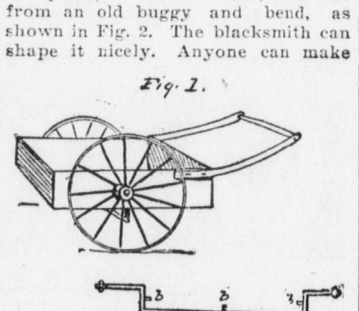 from an old buggy and bend, as
shown in Fig. 2. The blacksmith can
shape it nicely. Anyone can make
Fig. 1.
B B B